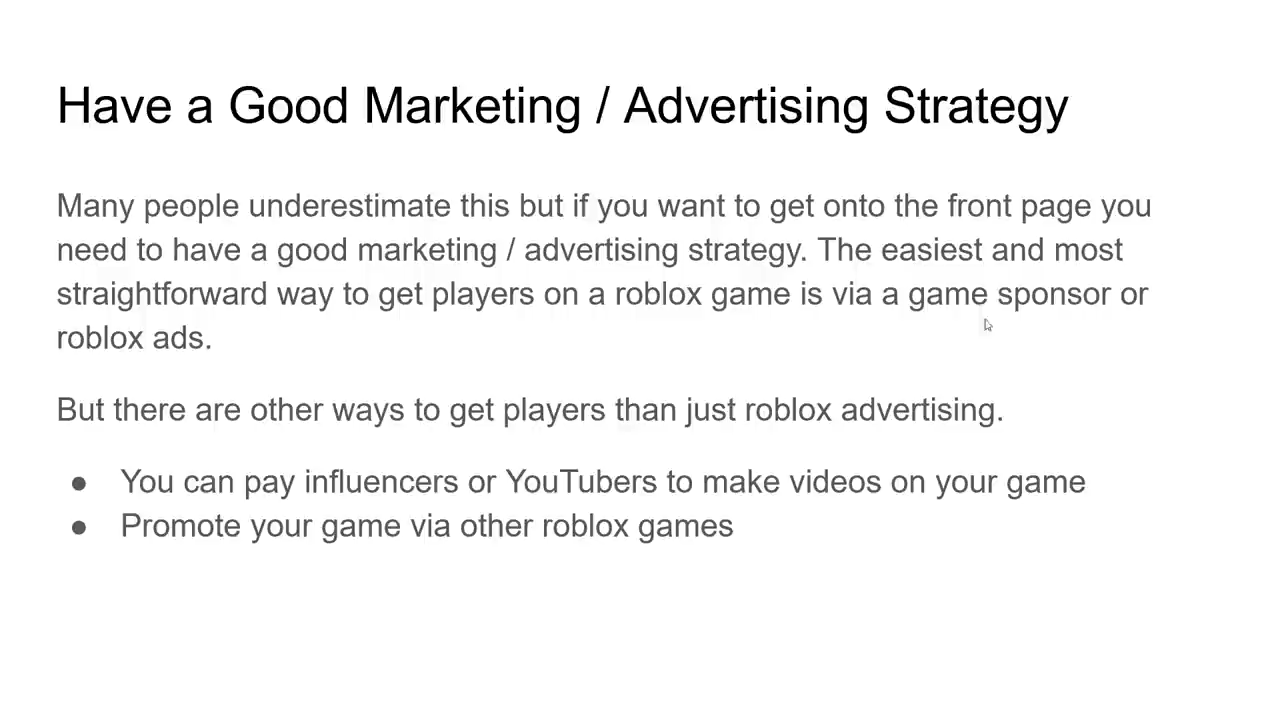 Have a Good Marketing / Advertising Strategy
Many people underestimate this but if you want to get onto the front page you
need to have a good marketing / advertising strategy. The easiest and most
straightforward way to get players on a roblox game is via a game sponsor or
roblox ads.
But there are other ways to get players than just roblox advertising.
● You can pay influencers or YouTubers to make videos on your game
● Promote your game via other roblox games